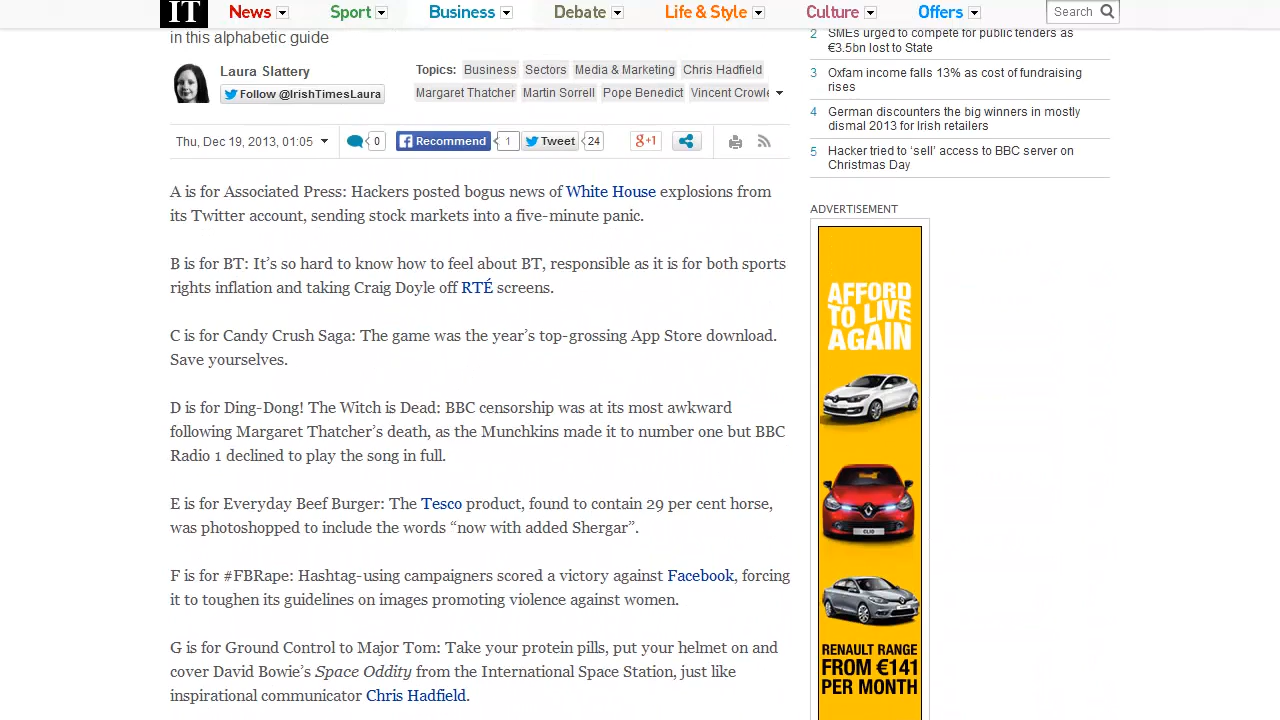 IT
News
Sport
Business
Debate
Life & Style
Culture
Offers
Search
in this alphabetic guide
Laura Slattery
Follow @IrishTimesLaura
Topics: Business Sectors Media & Marketing Chris Hadfield
Margaret Thatcher Martin Sorrell Pope Benedict Vincent Crowle
Thu, Dec 19, 2013, 01:05
0
Recommend
1
Tweet
24
g+1
A is for Associated Press: Hackers posted bogus news of White House explosions from
its Twitter account, sending stock markets into a five-minute panic.
B is for BT: It’s so hard to know how to feel about BT, responsible as it is for both sports
rights inflation and taking Craig Doyle off RTÉ screens.
C is for Candy Crush Saga: The game was the year’s top-grossing App Store download.
Save yourselves.
D is for Ding-Dong! The Witch is Dead: BBC censorship was at its most awkward
following Margaret Thatcher’s death, as the Munchkins made it to number one but BBC
Radio 1 declined to play the song in full.
E is for Everyday Beef Burger: The Tesco product, found to contain 29 per cent horse,
was photoshopped to include the words “now with added Shergar”.
F is for #FBRape: Hashtag-using campaigners scored a victory against Facebook, forcing
it to toughen its guidelines on images promoting violence against women.
G is for Ground Control to Major Tom: Take your protein pills, put your helmet on and
cover David Bowie’s Space Oddity from the International Space Station, just like
inspirational communicator Chris Hadfield.
2 SMEs urged to compete for public tenders as
€3.5bn lost to State
3 Oxfam income falls 13% as cost of fundraising
rises
4 German discounters the big winners in mostly
dismal 2013 for Irish retailers
5 Hacker tried to ‘sell’ access to BBC server on
Christmas Day
ADVERTISEMENT
AFFORD
TO LIVE
AGAIN
CLIO
RENAULT RANGE
FROM €141
PER MONTH